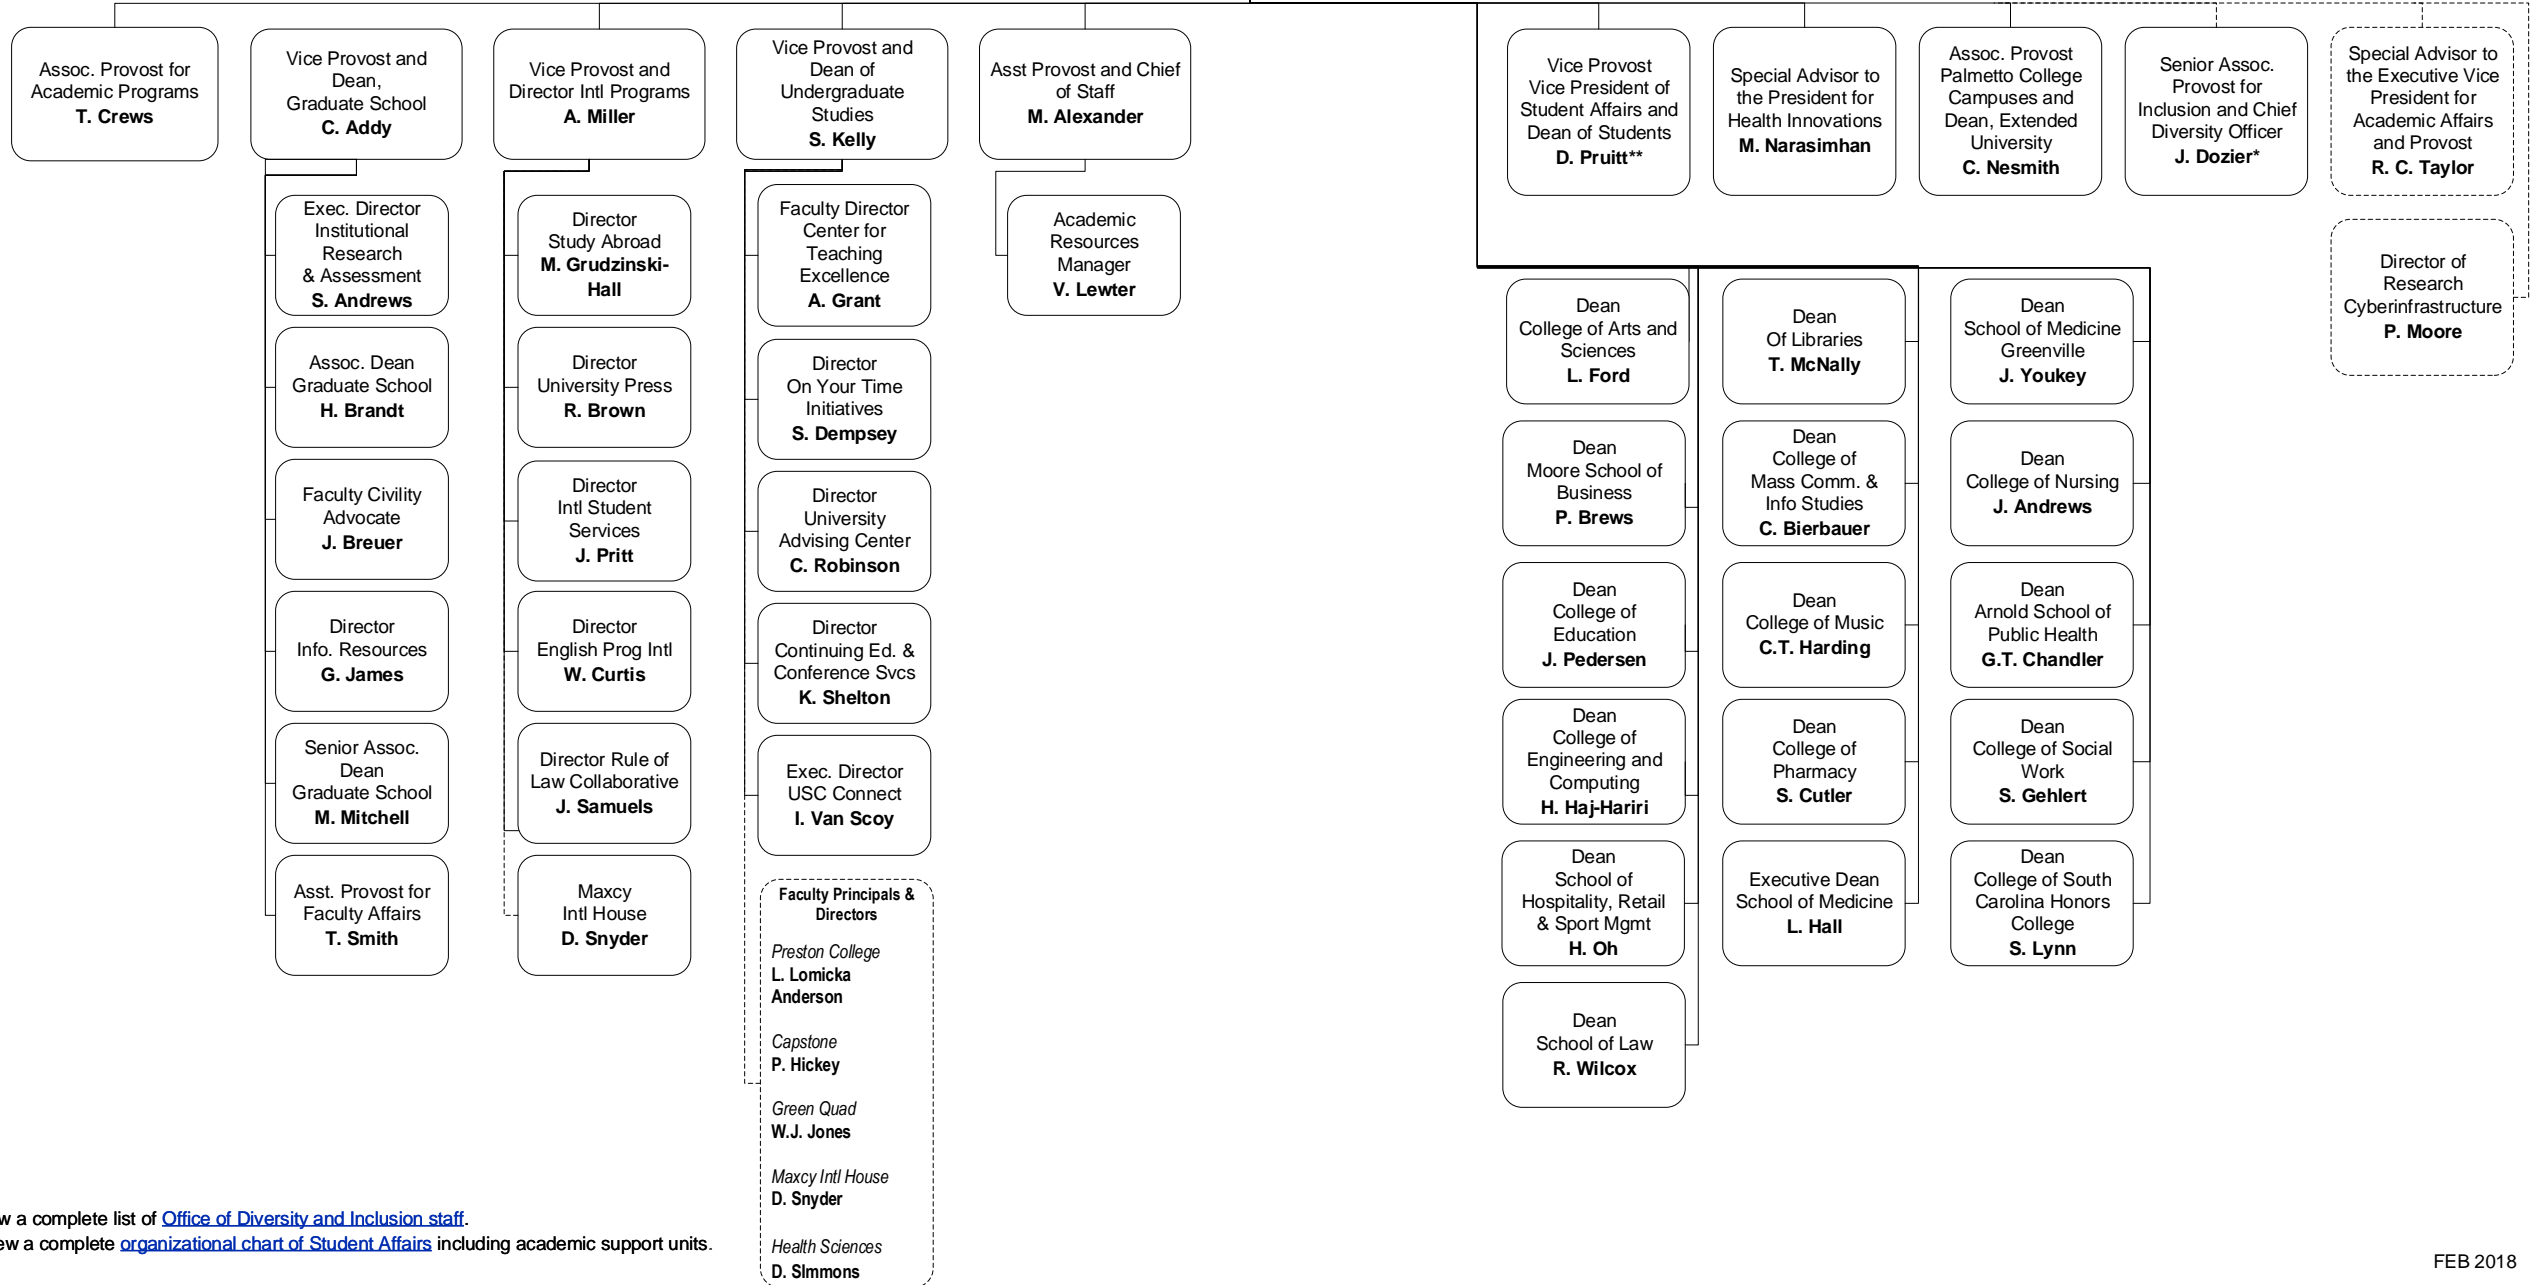 Assoc. Provost for
Academic Programs
T. Crews
Vice Provost and
Dean,
Graduate School
C. Addy
Vice Provost and
Director Intl Programs
A. Miller
Vice Provost and
Dean of
Undergraduate
Studies
S. Kelly
Asst Provost and Chief
of Staff
M. Alexander
Vice Provost
Vice President of
Student Affairs and
Dean of Students
D. Pruitt**
Special Advisor to
the President for
Health Innovations
M. Narasimhan
Assoc. Provost
Palmetto College
Campuses and
Dean, Extended
University
C. Nesmith
Senior Assoc.
Provost for
Inclusion and Chief
Diversity Officer
J. Dozier*
Special Advisor to
the Executive Vice
President for
Academic Affairs
and Provost
R. C. Taylor
Exec. Director
Institutional
Research
& Assessment
S. Andrews
Assoc. Dean
Graduate School
H. Brandt
Faculty Civility
Advocate
J. Breuer
Director
Info. Resources
G. James
Senior Assoc.
Dean
Graduate School
M. Mitchell
Asst. Provost for
Faculty Affairs
T. Smith
Director
Study Abroad
M. Grudzinski-
Hall
Director
University Press
R. Brown
Director
Intl Student
Services
J. Pritt
Director
English Prog Intl
W. Curtis
Director Rule of
Law Collaborative
J. Samuels
Maxcy
Intl House
D. Snyder
Faculty Director
Center for
Teaching
Excellence
A. Grant
Director
On Your Time
Initiatives
S. Dempsey
Director
University
Advising Center
C. Robinson
Director
Continuing Ed. &
Conference Svcs
K. Shelton
Exec. Director
USC Connect
I. Van Scoy
Faculty Principals &
Directors
Preston College
L. Lomicka
Anderson
Capstone
P. Hickey
Green Quad
W.J. Jones
Maxcy Intl House
D. Snyder
Health Sciences
D. SImmons
Academic
Resources
Manager
V. Lewter
Dean
College of Arts and
Sciences
L. Ford
Dean
Moore School of
Business
P. Brews
Dean
College of
Education
J. Pedersen
Dean
College of
Engineering and
Computing
H. Haj-Hariri
Dean
School of
Hospitality, Retail
& Sport Mgmt
H. Oh
Dean
School of Law
R. Wilcox
Dean
Of Libraries
T. McNally
Dean
College of
Mass Comm. &
Info Studies
C. Bierbauer
Dean
College of Music
C.T. Harding
Dean
College of
Pharmacy
S. Cutler
Executive Dean
School of Medicine
L. Hall
Dean
School of Medicine
Greenville
J. Youkey
Dean
College of Nursing
J. Andrews
Dean
Arnold School of
Public Health
G.T. Chandler
Dean
College of Social
Work
S. Gehlert
Dean
College of South
Carolina Honors
College
S. Lynn
Director of
Research
Cyberinfrastructure
P. Moore
w a complete list of Office of Diversity and Inclusion staff.
ew a complete organizational chart of Student Affairs including academic support units.
FEB 2018